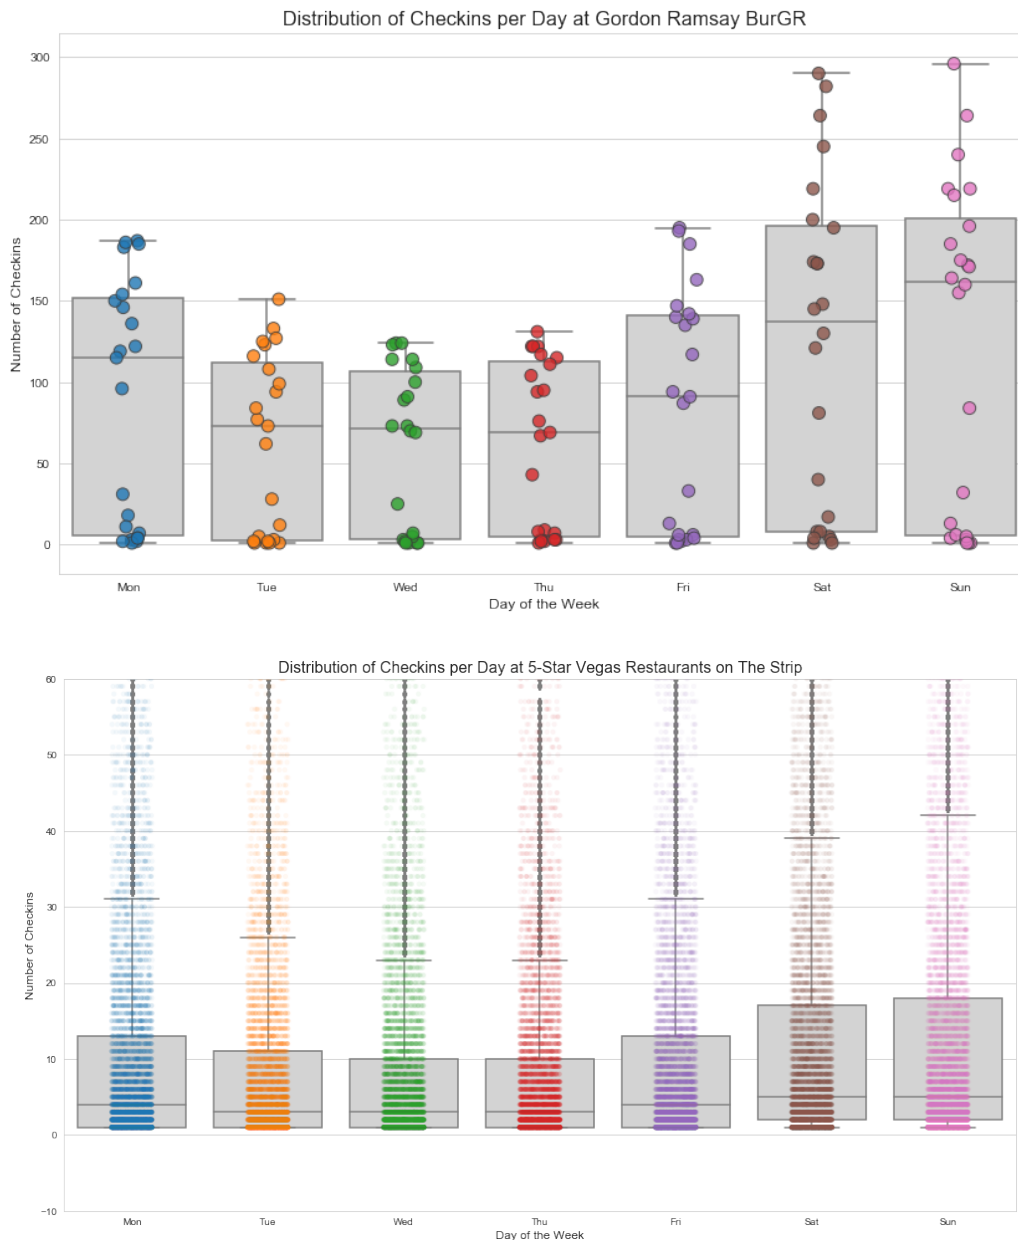 Distribution of Checkins per Day at Gordon Ramsay BurGR
300
250
200
150
100
50
0
Number of Checkins
Mon Tue Wed Thu Fri Sat Sun
Day of the Week
Distribution of Checkins per Day at 5-Star Vegas Restaurants on The Strip
60
50
40
30
20
10
0
−10
Number of Checkins
Mon Tue Wed Thu Fri Sat Sun
Day of the Week